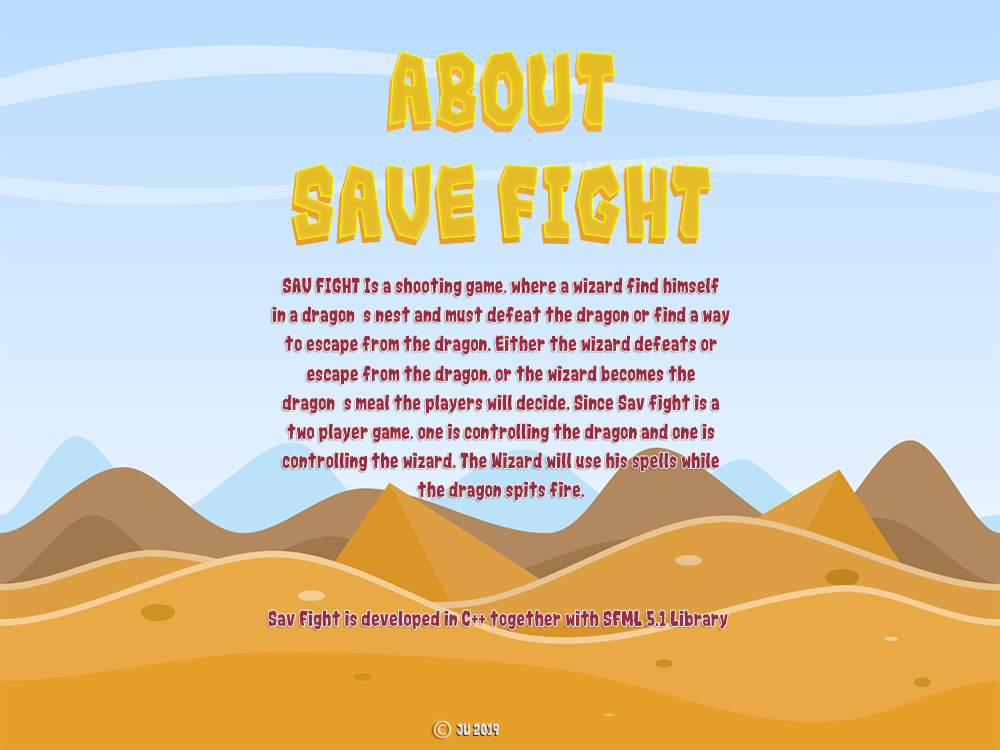 ABOUT
SAVE FIGHT
SAV FIGHT Is a shooting game, where a wizard find himself
in a dragon s nest and must defeat the dragon or find a way
to escape from the dragon. Either the wizard defeats or
escape from the dragon, or the wizard becomes the
dragon s meal the players will decide. Since Sav fight is a
two player game, one is controlling the dragon and one is
controlling the wizard. The Wizard will use his spells while
the dragon spits fire.
Sav Fight is developed in C++ together with SFML 5.1 Library
© JU 2019